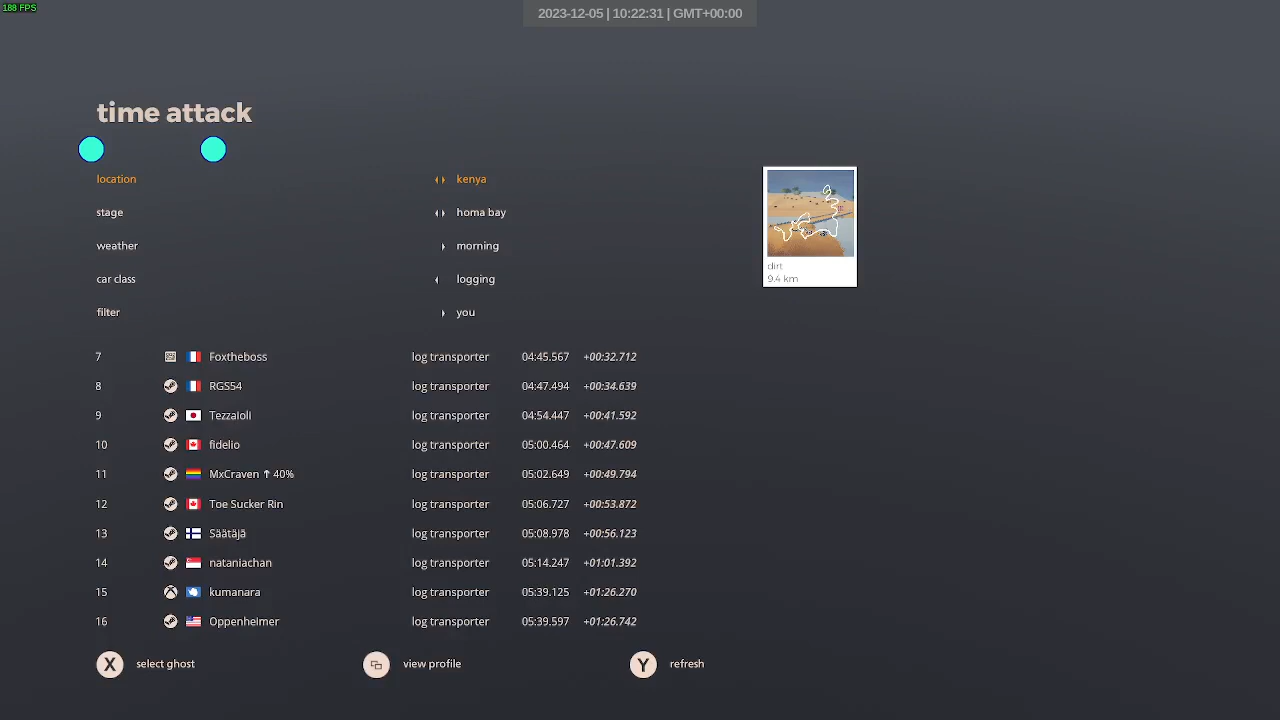 188 FPS
2023-12-05 | 10:22:31 | GMT+00:00
time attack
location kenya
stage homa bay
weather morning
car class logging
filter you
dirt
9.4 km
7 Foxtheboss log transporter 04:45.567 +00:32.712
8 RGS54 log transporter 04:47.494 +00:34.639
9 Tezzaloli log transporter 04:54.447 +00:41.592
10 fidelio log transporter 05:00.464 +00:47.609
11 MxCraven ↑ 40% log transporter 05:02.649 +00:49.794
12 Toe Sucker Rin log transporter 05:06.727 +00:53.872
13 Säätäjä log transporter 05:08.978 +00:56.123
14 nataniachan log transporter 05:14.247 +01:01.392
15 kumanara log transporter 05:39.125 +01:26.270
16 Oppenheimer log transporter 05:39.597 +01:26.742
X select ghost view profile Y refresh